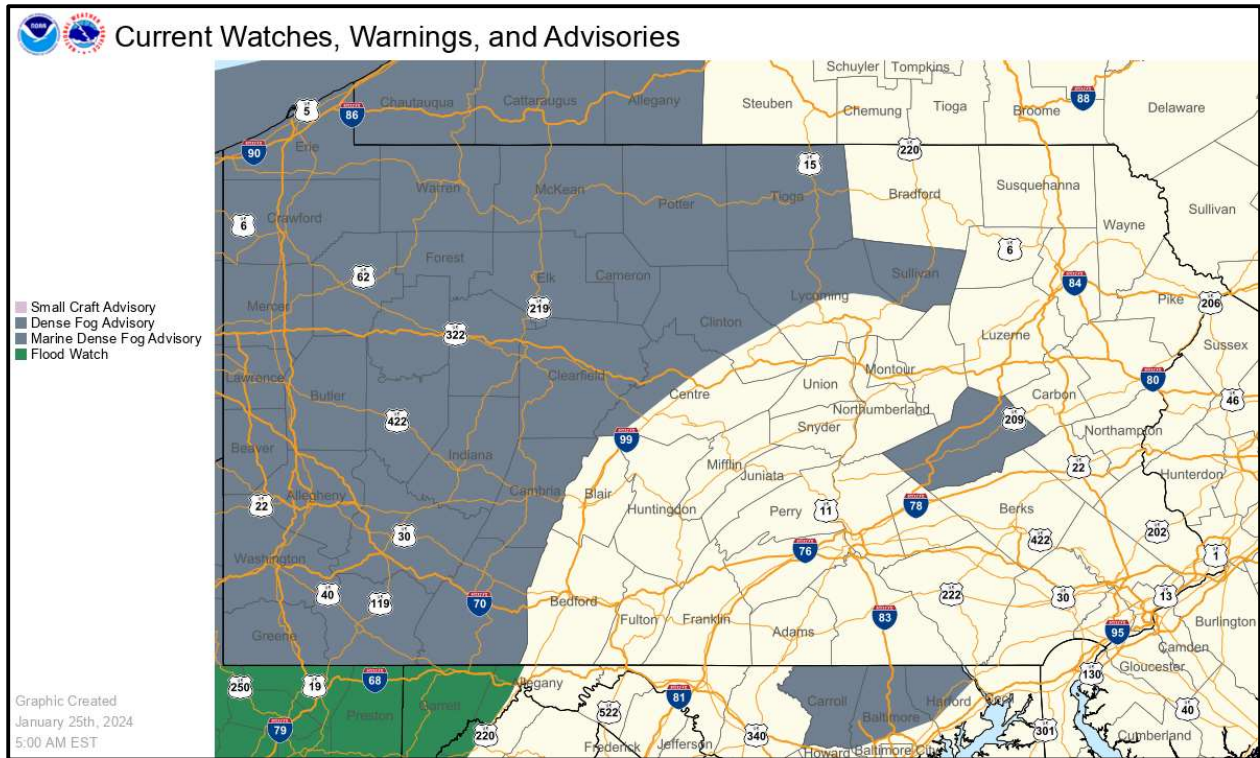 Current Watches, Warnings, and Advisories
Small Craft Advisory
Dense Fog Advisory
Marine Dense Fog Advisory
Flood Watch
Graphic Created
January 25th, 2024
5:00 AM EST
Schuyler Tompkins
Chautauqua Cattaraugus Allegany Steuben Chemung Tioga Broome 88 Delaware
5
86
90 Erie
15
220
Warren McKean Potter Tioga Bradford Susquehanna
Crawford 6
Wayne Sullivan
Forest Elk Cameron Sullivan 6
62
Mercer 219 Lycoming 84 Pike 206
322 Clinton Luzerne Sussex
Lawrence Butler Clearfield Centre Union Montour 80
Carbon 46
422 Snyder Northumberland 209 Northampton
Beaver Indiana 99 Mifflin Juniata 22 Hunterdon
Allegheny Cambria Blair Huntingdon Perry 11 78 Berks
22
30 422 202
Washington 76 1
40 119 70 Bedford 222 30 13
Greene Fulton Franklin Adams 83 95 Burlington
Camden
Gloucester
250 19 68 Allegany Carroll Harford Cecil 130
Preston Garrett 81 Baltimore
79 220 522 340 301 40
Frederick Jefferson Howard Baltimore City Cumberland